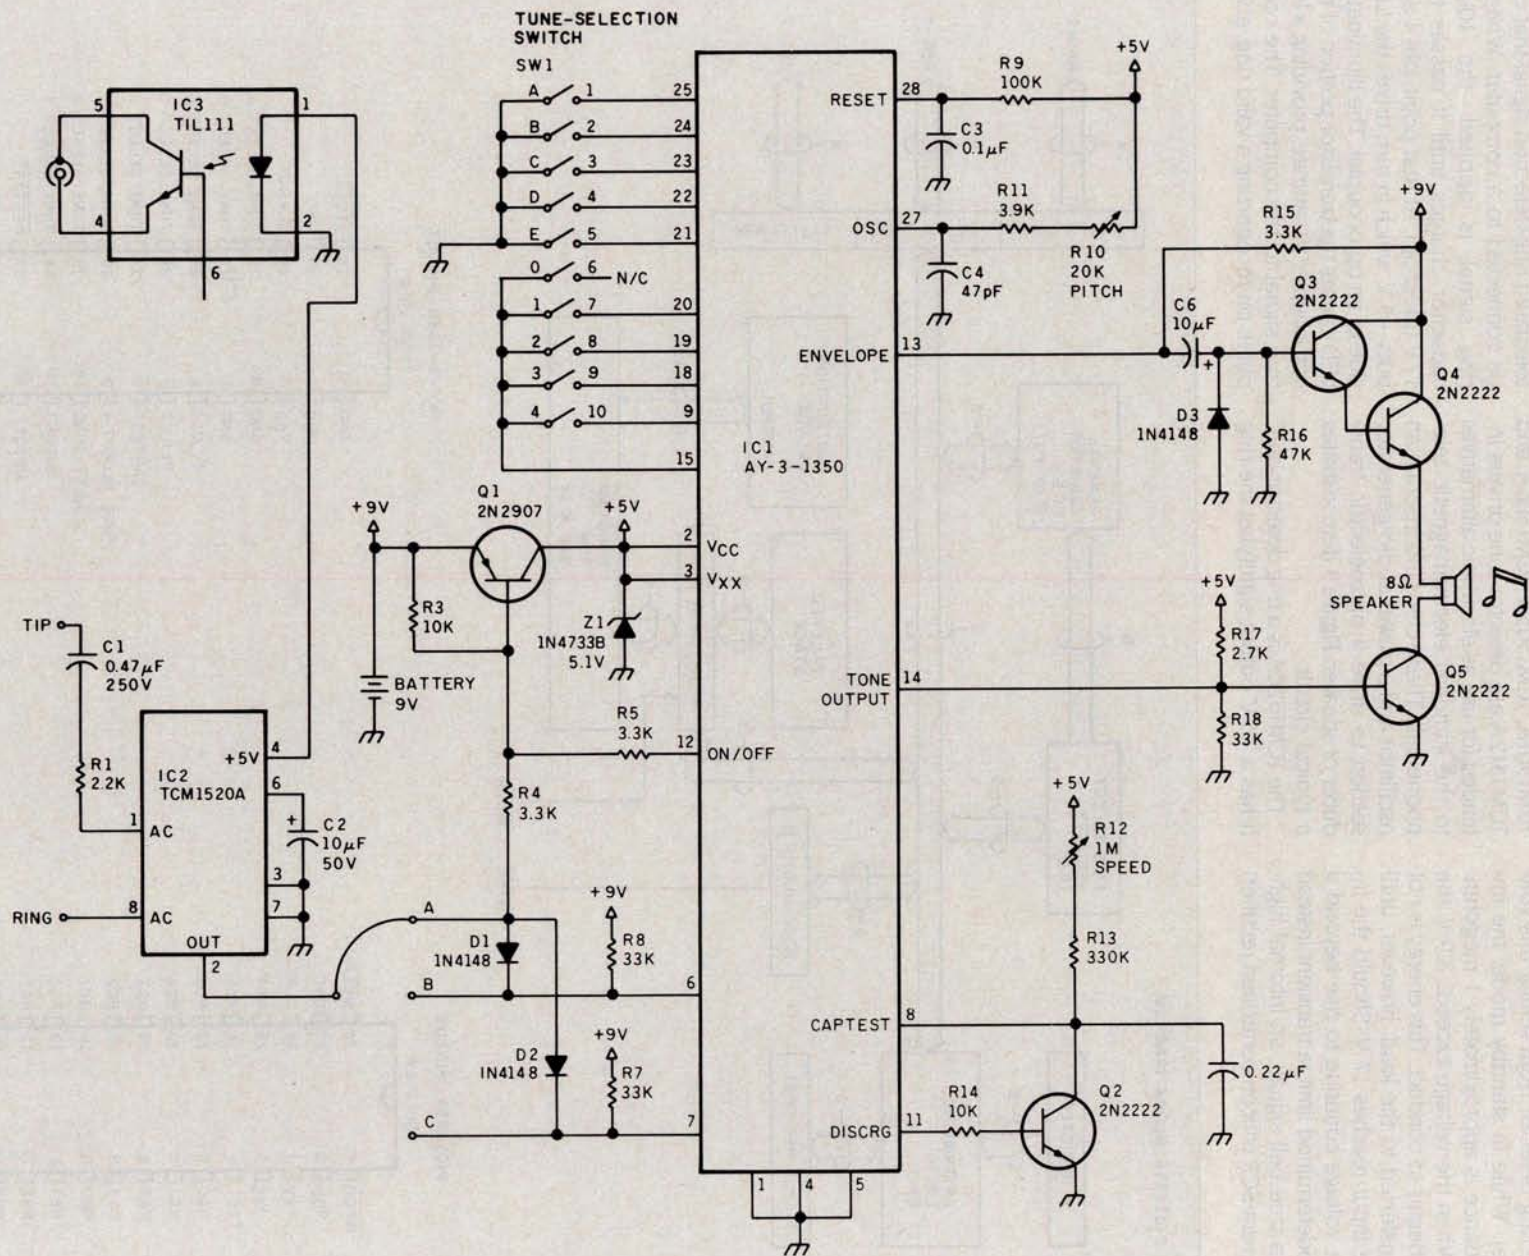 TUNE-SELECTION
SWITCH
SW1
A 1 25
B 2 24
C 3 23
D 4 22
E 5 21
0 6 N/C
1 7 20
2 8 19
3 9 18
4 10 9
15
5
IC3
TIL111
1
4
2
6
RESET
28
R9
100K
+5V
C3
0.1µF
R11
3.9K
OSC
27
R10
20K
PITCH
C4
47pF
R15
3.3K
+9V
C6
10µF
+
Q3
2N2222
ENVELOPE
13
Q4
2N2222
D3
1N4148
R16
47K
IC1
AY-3-1350
+9V
Q1
2N2907
+5V
2
VCC
3
VXX
R3
10K
Z1
1N4733B
5.1V
BATTERY
9V
R5
3.3K
12
ON/OFF
R4
3.3K
8Ω
SPEAKER
+5V
R17
2.7K
TONE
OUTPUT
14
R18
33K
Q5
2N2222
TIP
C1
0.47µF
250V
R1
2.2K
+5V
4
IC2
TCM1520A
6
1
AC
+
C2
10µF
50V
3
RING
8
AC
7
OUT
2
A
D1
1N4148
+9V
R8
33K
B
6
D2
1N4148
+9V
R7
33K
C
7
+5V
R12
1M
SPEED
R13
330K
CAPTEST
8
0.22µF
R14
10K
Q2
2N2222
DISCRG
11
1
4
5